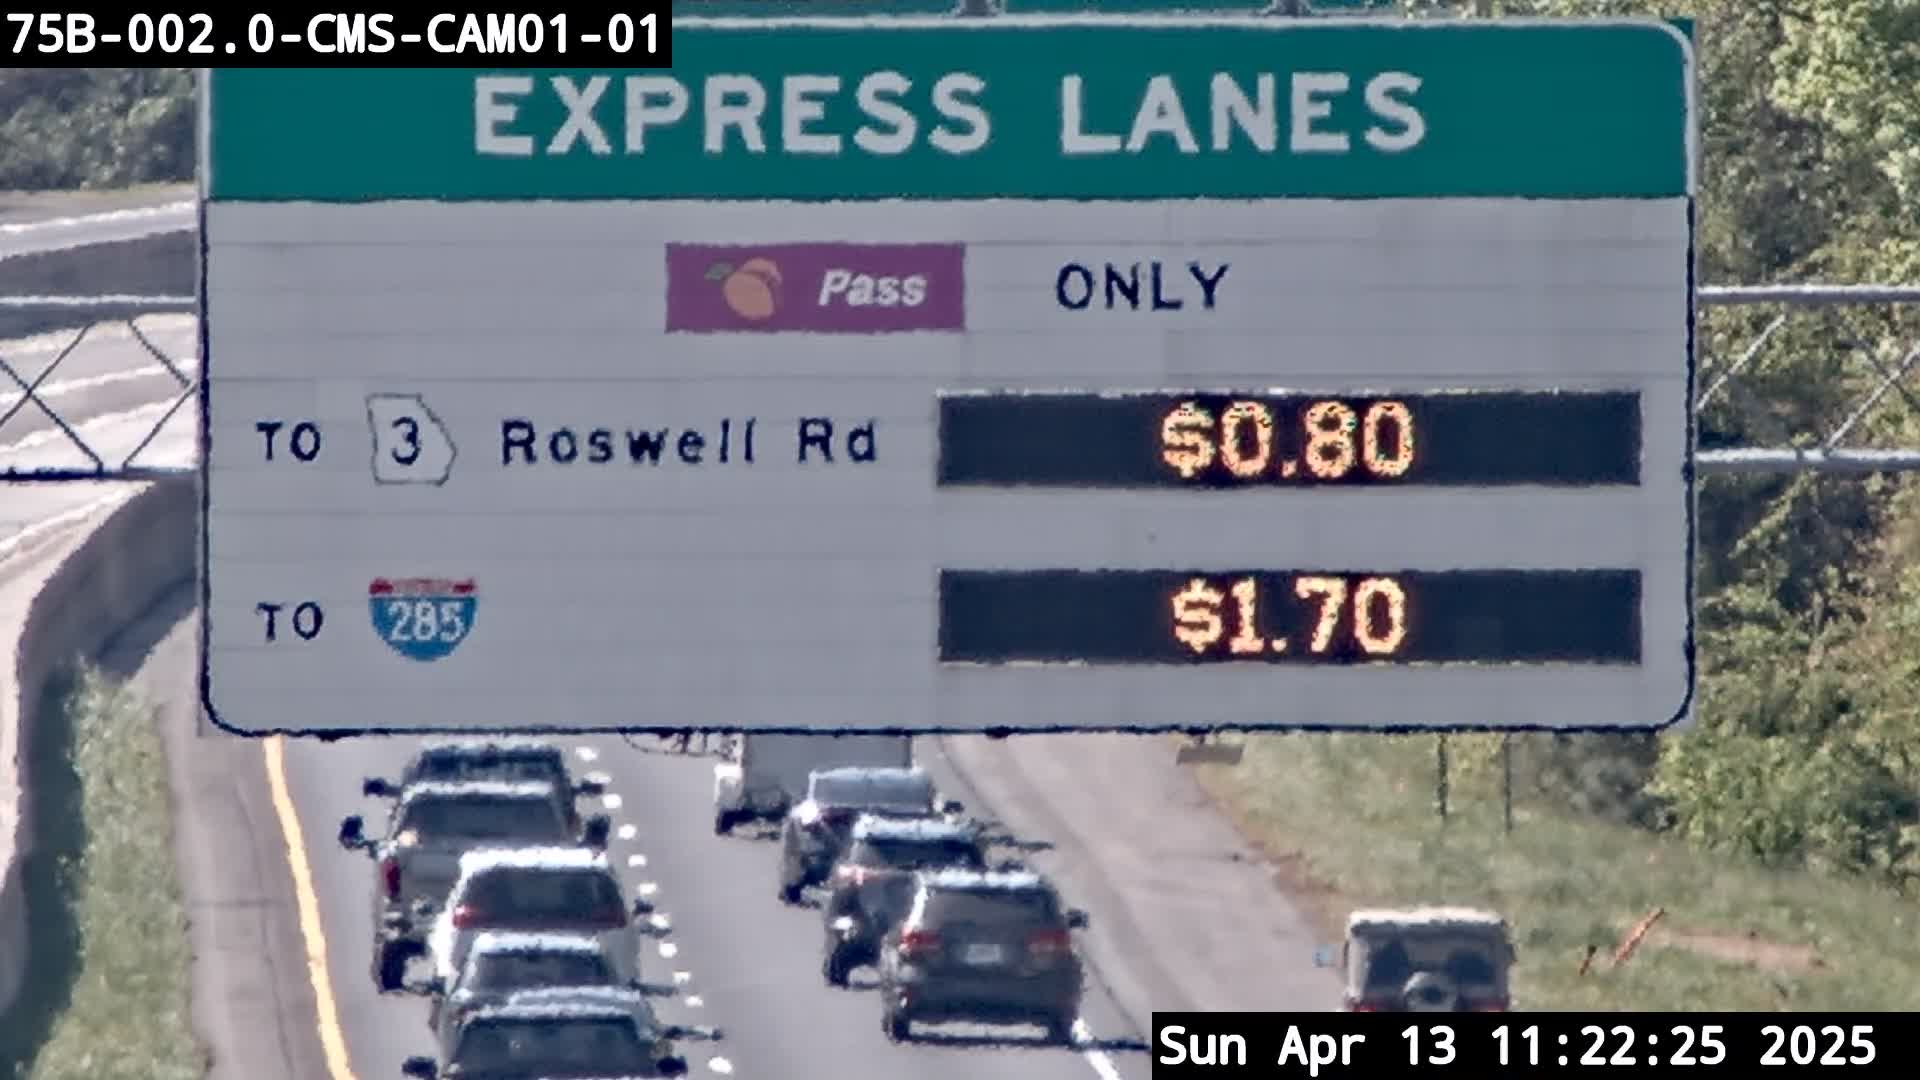 75B-002.0-CMS-CAM01-01
EXPRESS LANES
Pass ONLY
TO 3 Roswell Rd $0.80
TO 285 $1.70
Sun Apr 13 11:22:25 2025